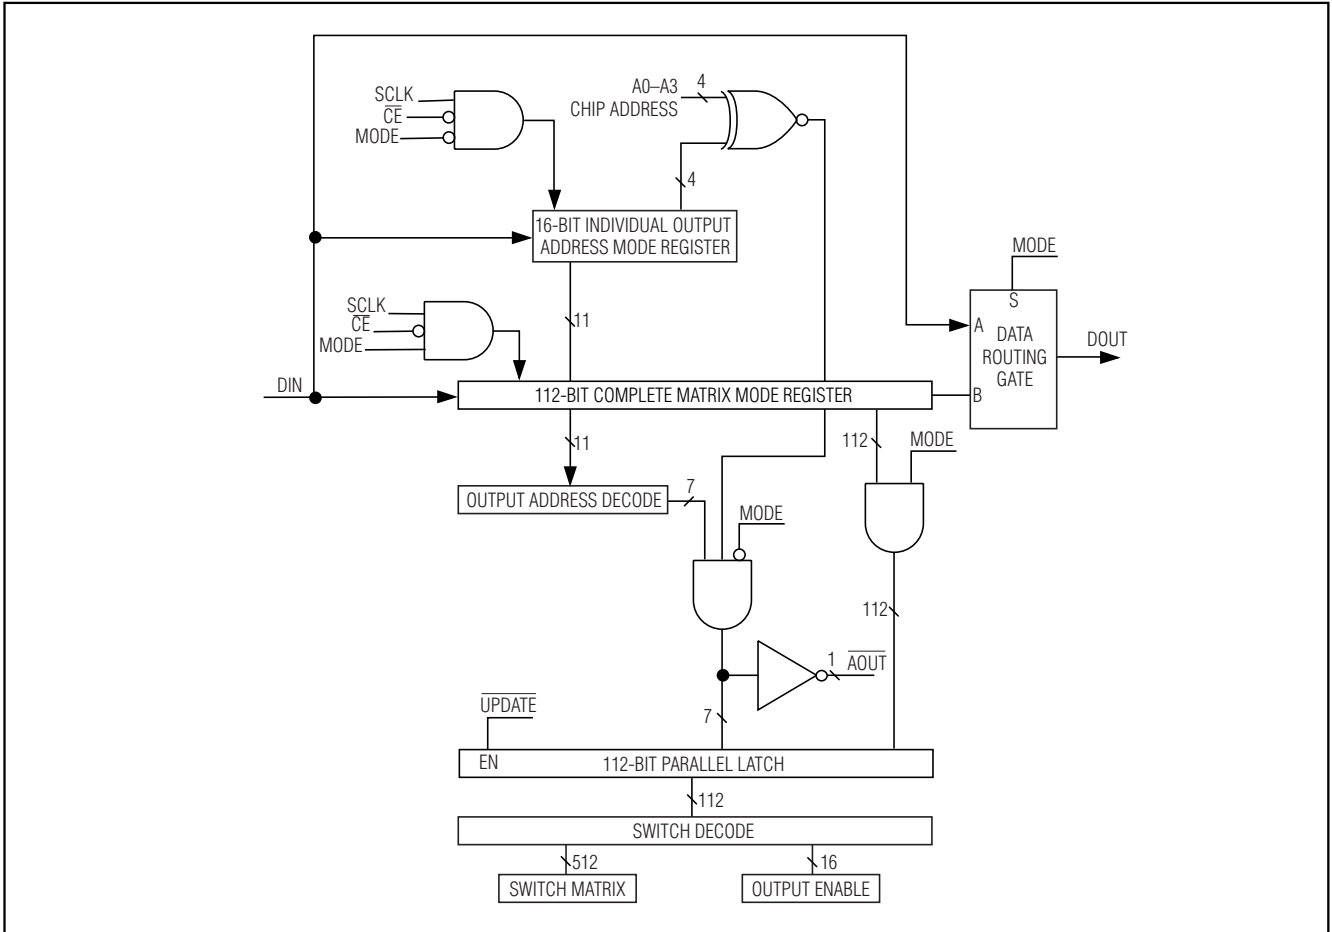 SCLK
CE
MODE
A0–A3
CHIP ADDRESS
4
4
16-BIT INDIVIDUAL OUTPUT
ADDRESS MODE REGISTER
MODE
S
A
DATA
ROUTING
GATE
B
DOUT
SCLK
CE
MODE
11
DIN
112-BIT COMPLETE MATRIX MODE REGISTER
11
112
MODE
OUTPUT ADDRESS DECODE
7
MODE
112
1
AOUT
UPDATE
7
EN
112-BIT PARALLEL LATCH
112
SWITCH DECODE
512
16
SWITCH MATRIX
OUTPUT ENABLE